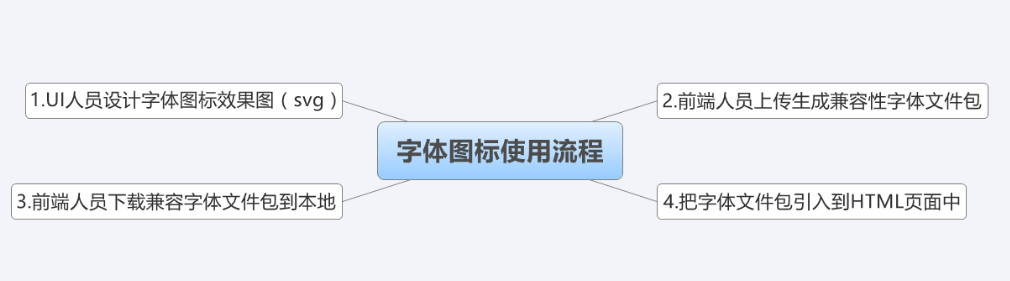 1.UI人员设计字体图标效果图（svg）
2.前端人员上传生成兼容性字体文件包
字体图标使用流程
3.前端人员下载兼容字体文件包到本地
4.把字体文件包引入到HTML页面中